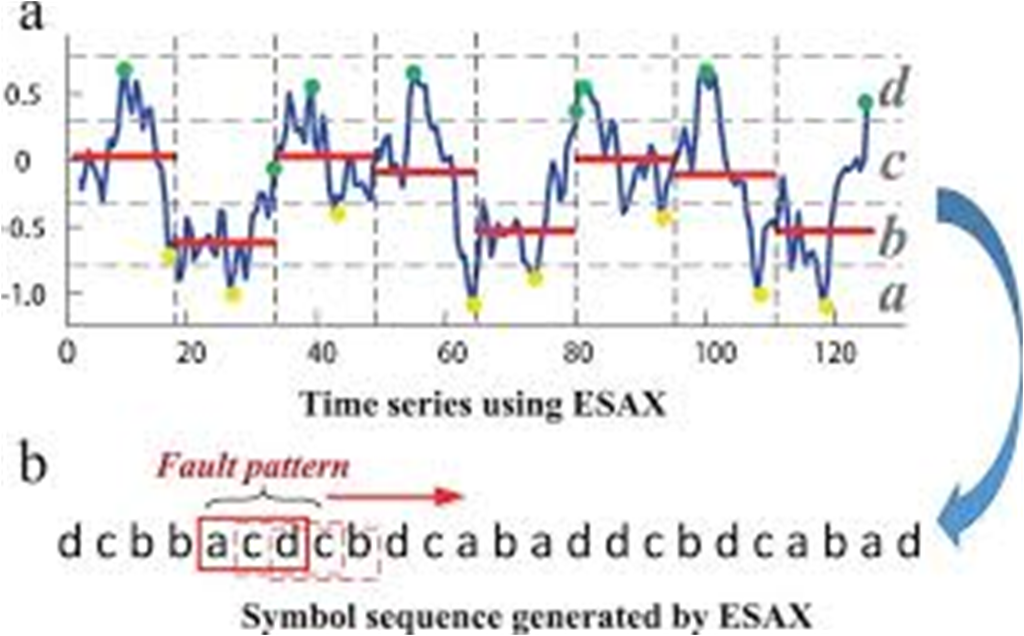 a
0.5
0
-0.5
-1.0
d
c
b
a
0 20 40 60 80 100 120
Time series using ESAX
b
Fault pattern
d c b b a c d c b d c a b a d d c b d c a b a d
Symbol sequence generated by ESAX